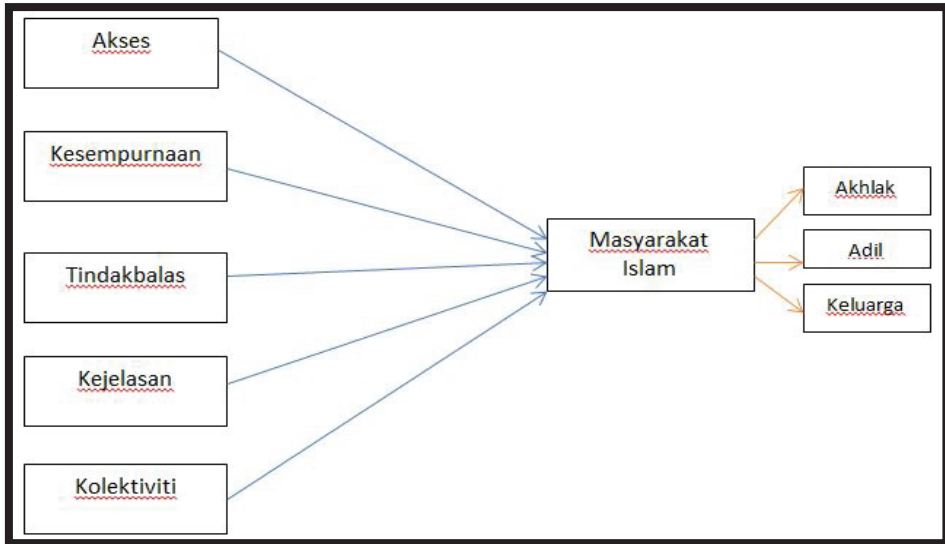 Akses
Kesempurnaan
Tindakbalas
Kejelasan
Kolektiviti
Masyarakat
Islam
Akhlak
Adil
Keluarga